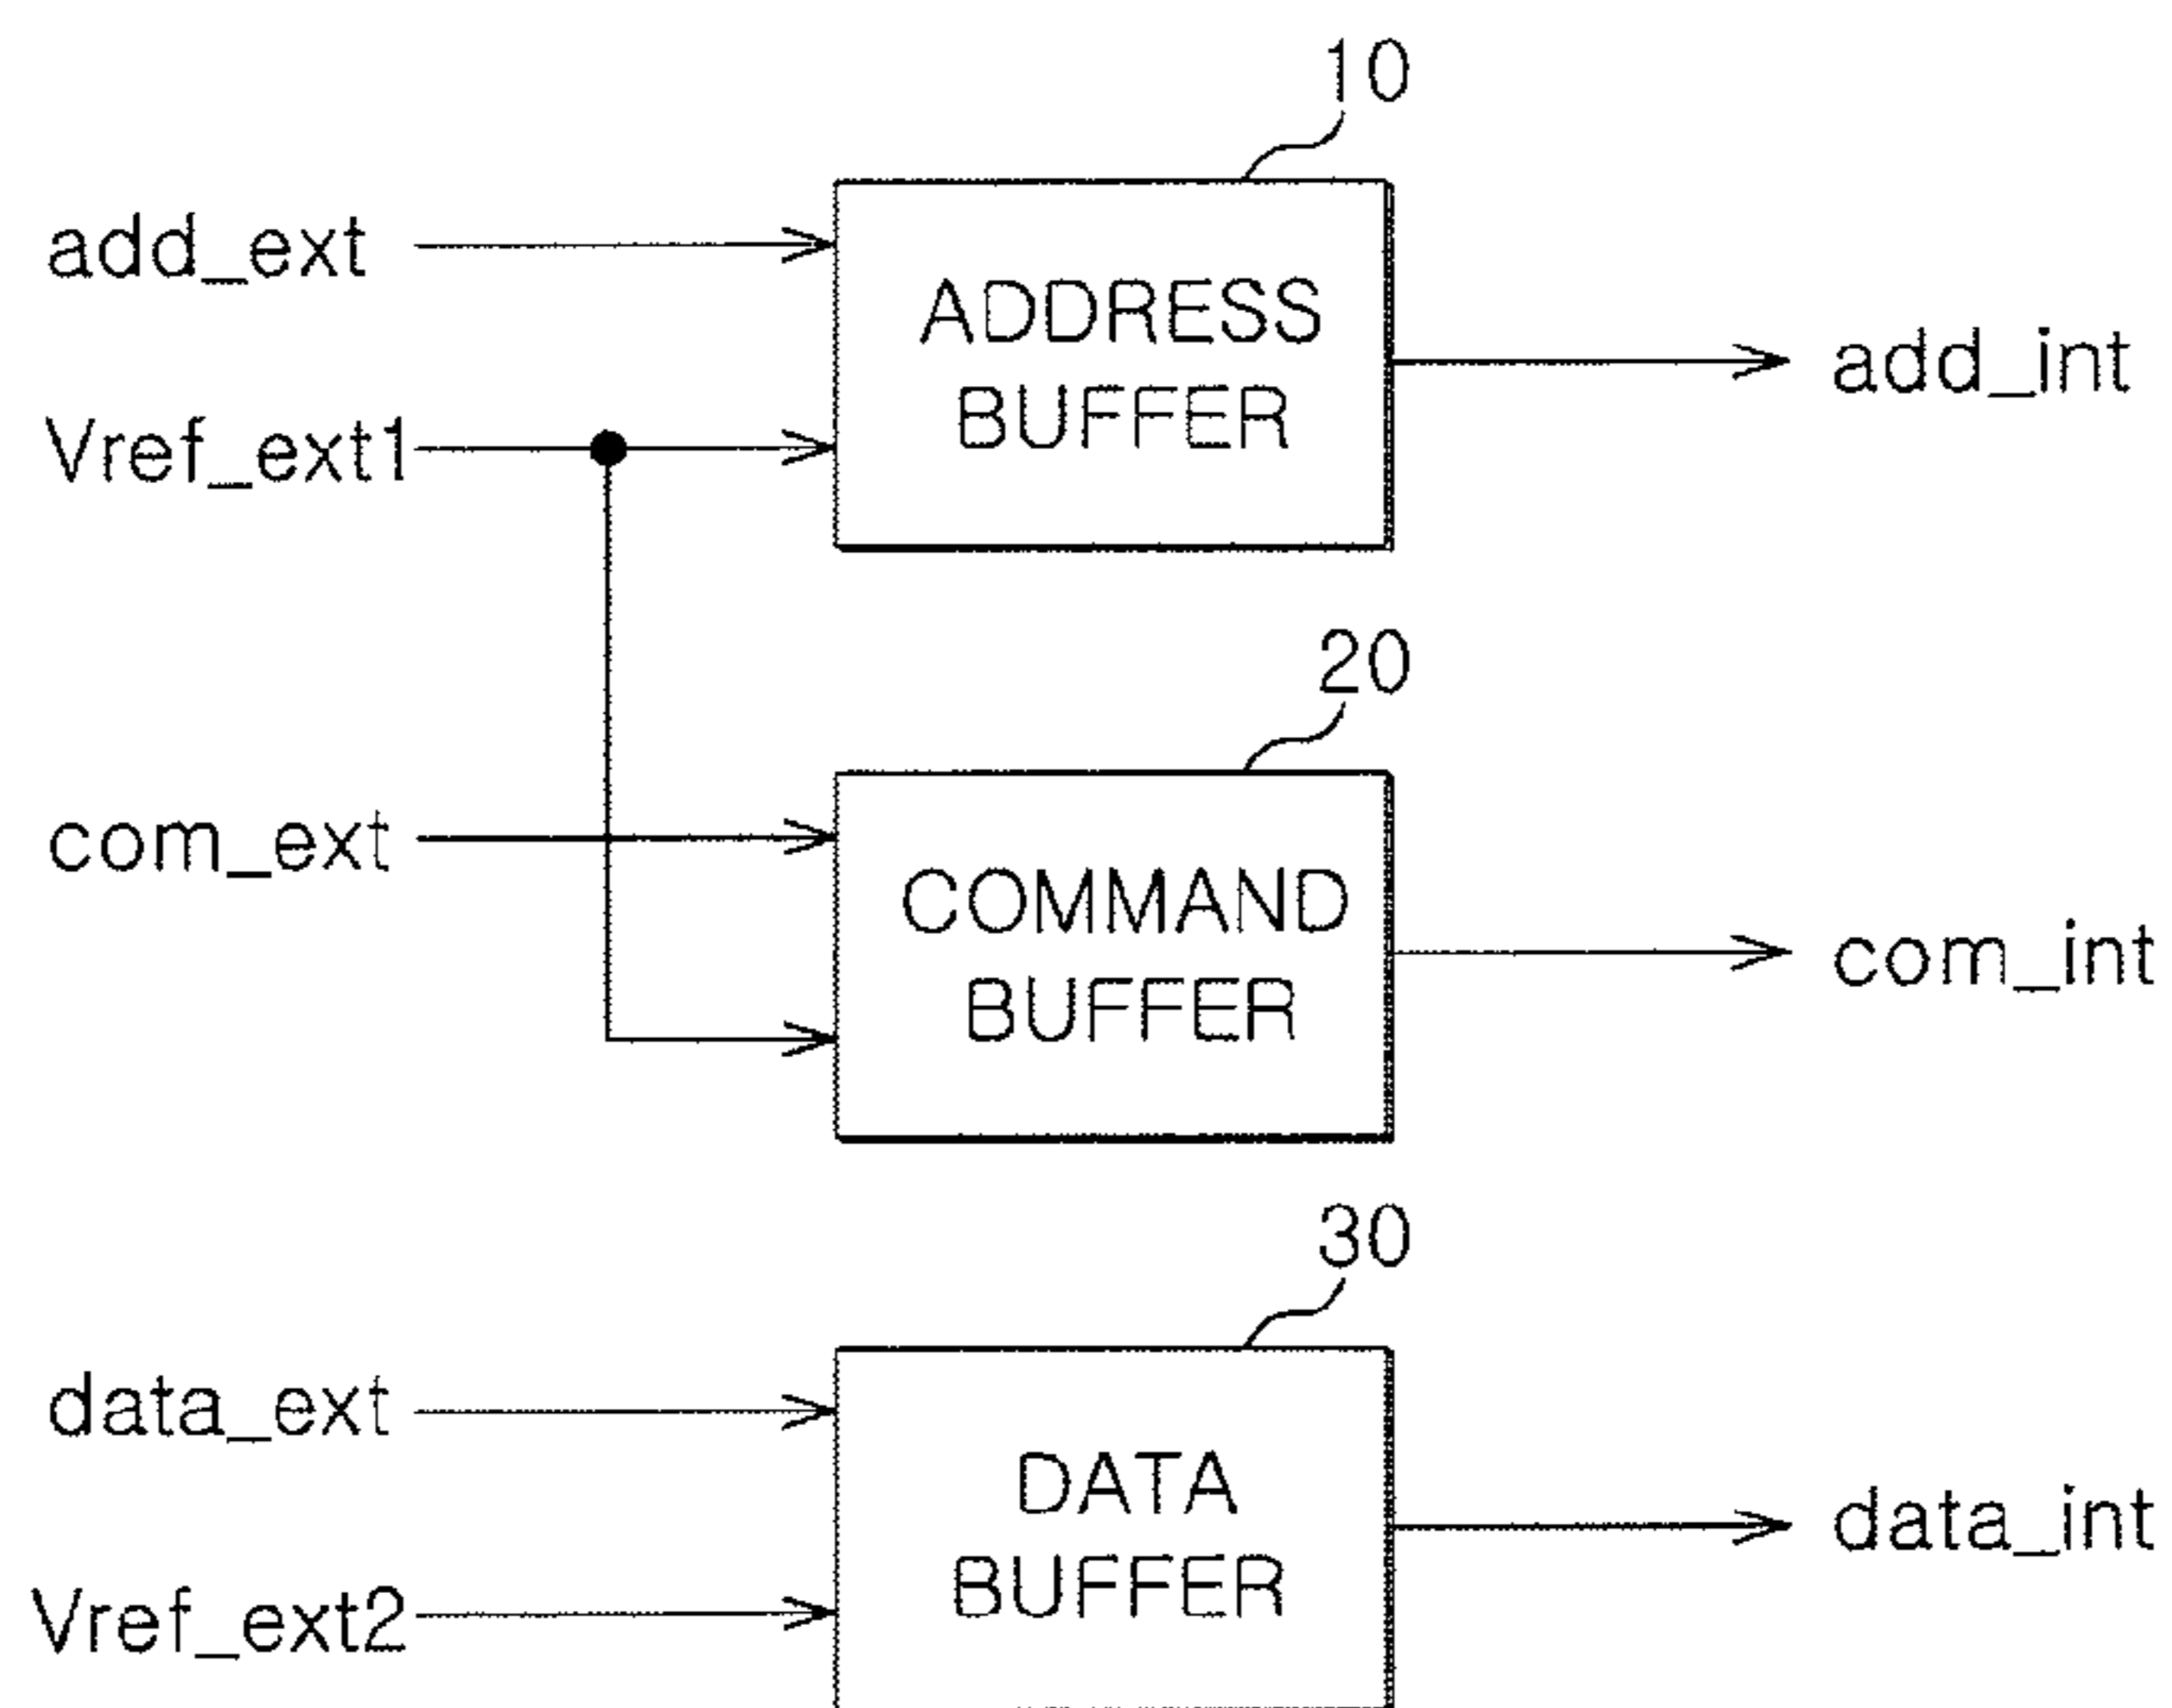 10
add_ext
ADDRESS
add_int
BUFFER
Vref_ext1
20
com_ext
COMMAND
com_int
BUFFER
30
data_ext
DATA
data_int
BUFFER
Vref_ext2